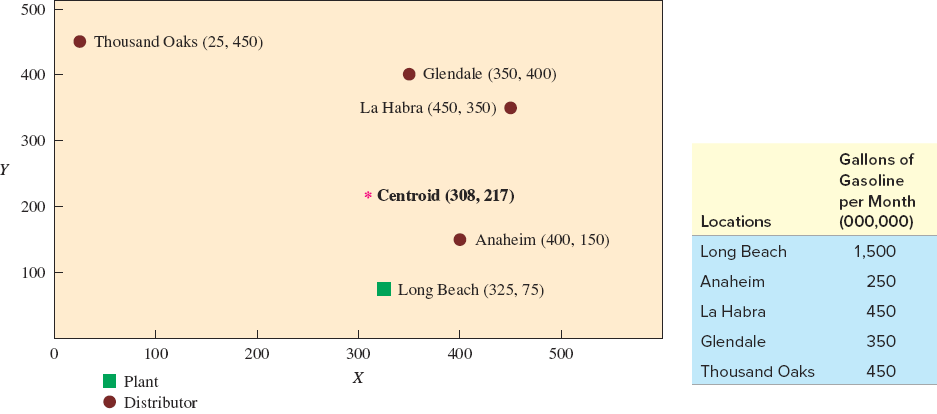 500
Thousand Oaks (25, 450)
400
Glendale (350, 400)
La Habra (450, 350)
300
Y
200
* Centroid (308, 217)
Anaheim (400, 150)
100
Long Beach (325, 75)
0 100 200 300 400 500
X
Plant
Distributor
Gallons of
Gasoline
per Month
Locations (000,000)
Long Beach 1,500
Anaheim 250
La Habra 450
Glendale 350
Thousand Oaks 450